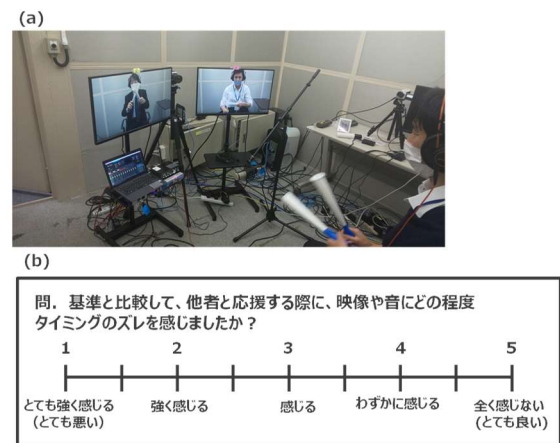 (a)
(b)
問．基準と比較して、他者と応援する際に、映像や音にどの程度
タイミングのズレを感じましたか？
1 2 3 4 5
とても強く感じる 強く感じる 感じる わずかに感じる 全く感じない
(とても悪い) (とても良い)